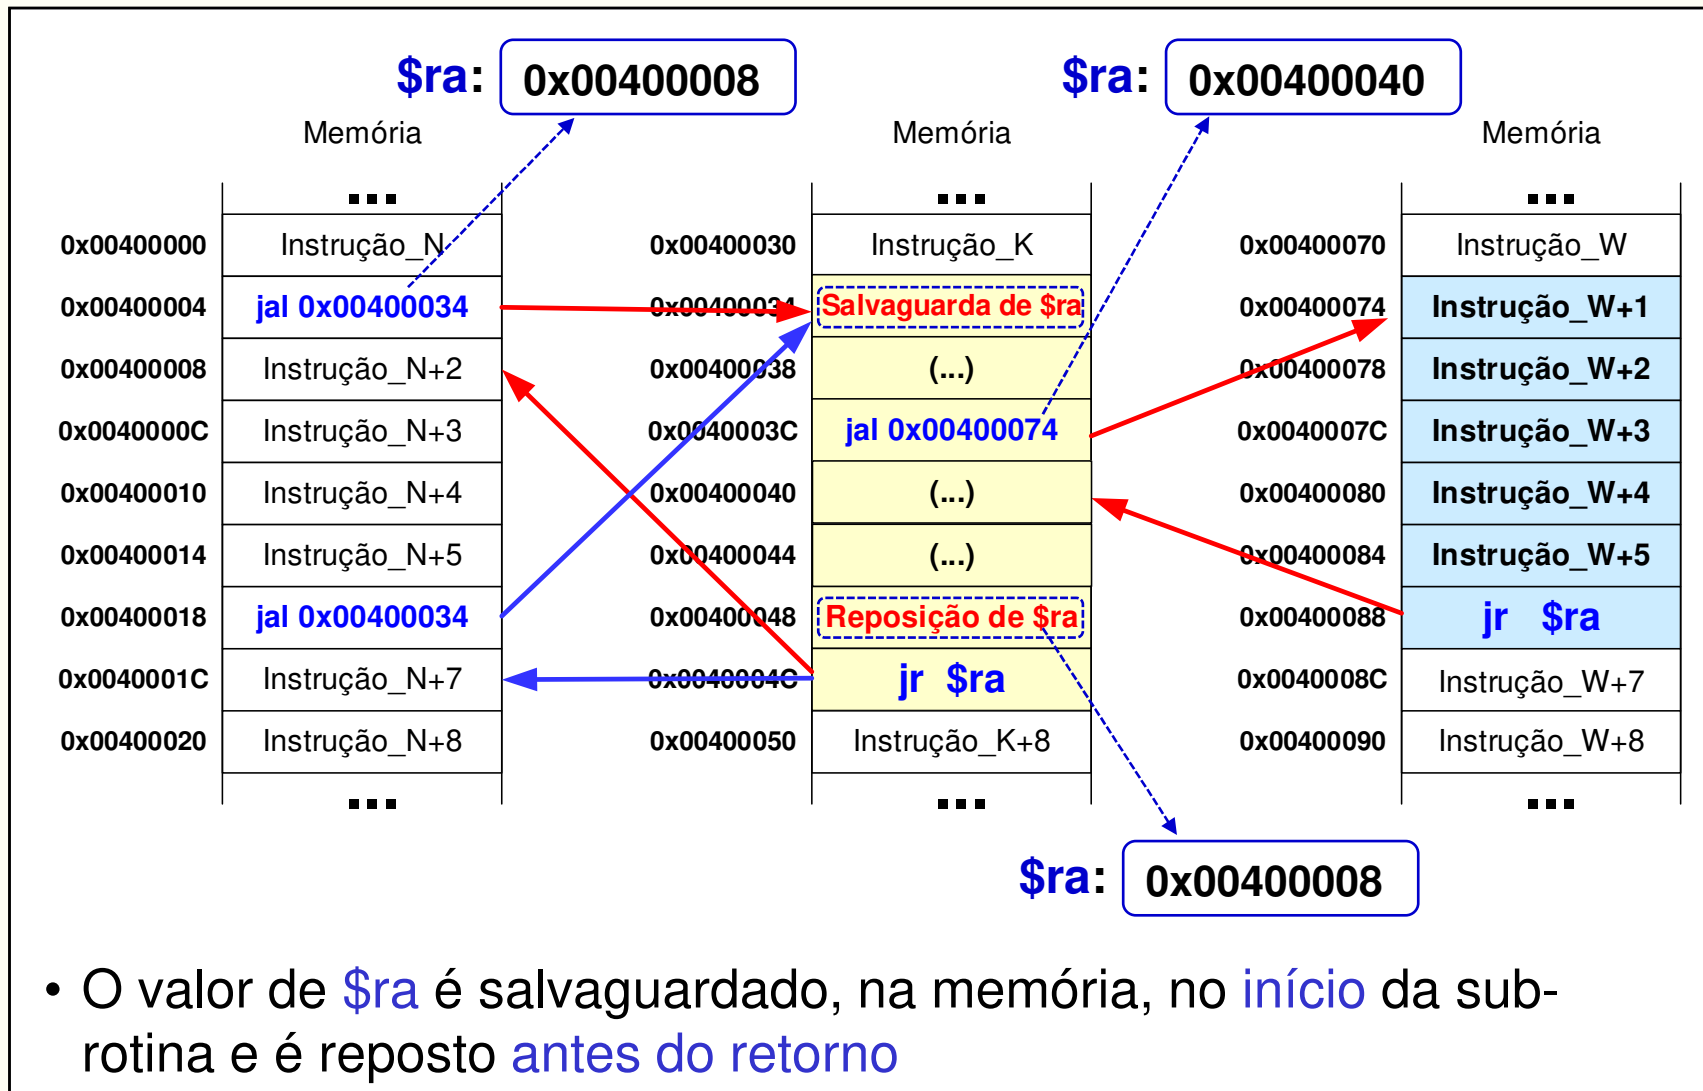 $ra: 0x00400008
$ra: 0x00400040
Memória
Memória
Memória
...
...
...
0x00400000 Instrução_N
0x00400004 jal 0x00400034
0x00400008 Instrução_N+2
0x0040000C Instrução_N+3
0x00400010 Instrução_N+4
0x00400014 Instrução_N+5
0x00400018 jal 0x00400034
0x0040001C Instrução_N+7
0x00400020 Instrução_N+8
...
0x00400030 Instrução_K
0x00400034 Salvaguarda de $ra
0x00400038 (...)
0x0040003C jal 0x00400074
0x00400040 (...)
0x00400044 (...)
0x00400048 Reposição de $ra
0x0040004C jr $ra
0x00400050 Instrução_K+8
...
0x00400070 Instrução_W
0x00400074 Instrução_W+1
0x00400078 Instrução_W+2
0x0040007C Instrução_W+3
0x00400080 Instrução_W+4
0x00400084 Instrução_W+5
0x00400088 jr $ra
0x0040008C Instrução_W+7
0x00400090 Instrução_W+8
...
$ra: 0x00400008
• O valor de $ra é salvaguardado, na memória, no início da sub-
rotina e é reposto antes do retorno